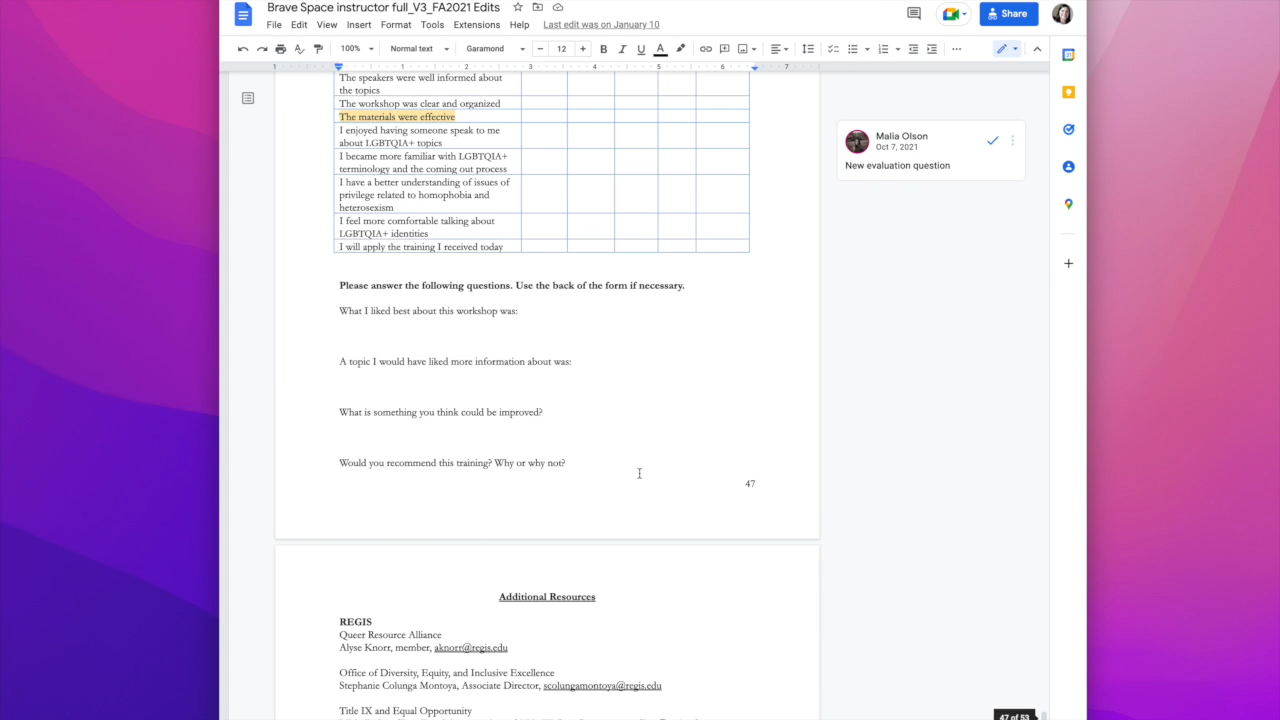 Brave Space instructor full_V3_FA2021 Edits
File Edit View Insert Format Tools Extensions Help Last edit was on January 10
Share
100% Normal text Garamond 12
1 1 2 3 4 5 6 7
The speakers were well informed about
the topics
The workshop was clear and organized
The materials were effective
I enjoyed having someone speak to me
about LGBTQIA+ topics
I became more familiar with LGBTQIA+
terminology and the coming out process
I have a better understanding of issues of
privilege related to homophobia and
heterosexism
I feel more comfortable talking about
LGBTQIA+ identities
I will apply the training I received today
Malia Olson
Oct 7, 2021
New evaluation question
Please answer the following questions. Use the back of the form if necessary.
What I liked best about this workshop was:
A topic I would have liked more information about was:
What is something you think could be improved?
Would you recommend this training? Why or why not?
47
Additional Resources
REGIS
Queer Resource Alliance
Alyse Knorr, member, aknorr@regis.edu
Office of Diversity, Equity, and Inclusive Excellence
Stephanie Colunga Montoya, Associate Director, scolungamontoya@regis.edu
Title IX and Equal Opportunity
47 of 53